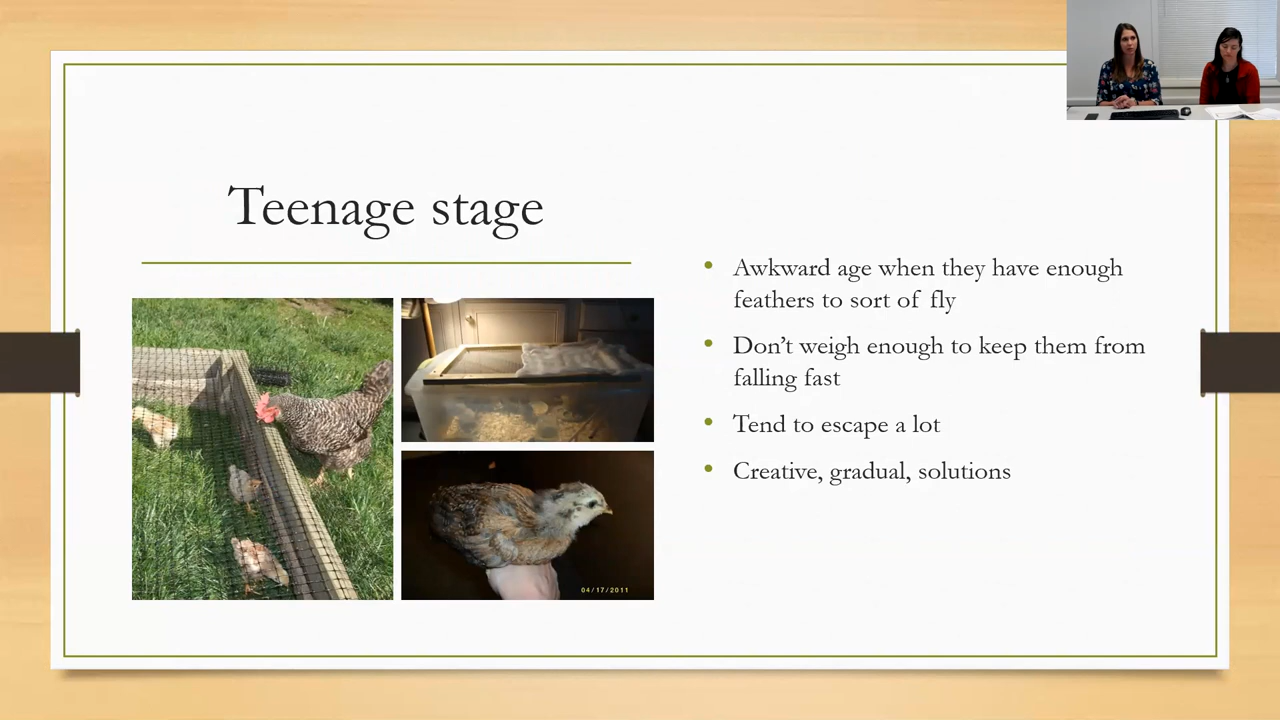 Teenage stage
Awkward age when they have enough
feathers to sort of fly
Don't weigh enough to keep them from
falling fast
Tend to escape a lot
Creative, gradual, solutions
04/17/2011